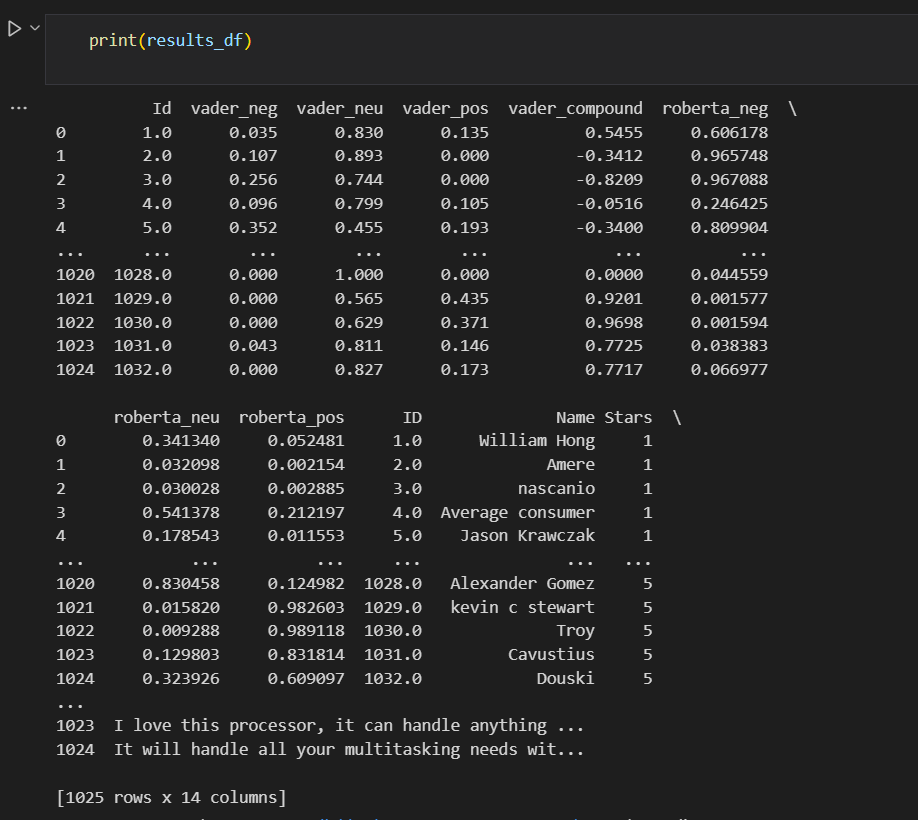 print(results_df)
...
Id vader_neg vader_neu vader_pos vader_compound roberta_neg \
0 1.0 0.035 0.830 0.135 0.5455 0.606178
1 2.0 0.107 0.893 0.000 -0.3412 0.965748
2 3.0 0.256 0.744 0.000 -0.8209 0.967088
3 4.0 0.096 0.799 0.105 -0.0516 0.246425
4 5.0 0.352 0.455 0.193 -0.3400 0.809904
... ... ... ... ... ... ...
1020 1028.0 0.000 1.000 0.000 0.0000 0.044559
1021 1029.0 0.000 0.565 0.435 0.9201 0.001577
1022 1030.0 0.000 0.629 0.371 0.9698 0.001594
1023 1031.0 0.043 0.811 0.146 0.7725 0.038383
1024 1032.0 0.000 0.827 0.173 0.7717 0.066977
roberta_neu roberta_pos ID Name Stars \
0 0.341340 0.052481 1.0 William Hong 1
1 0.032098 0.002154 2.0 Amere 1
2 0.030028 0.002885 3.0 nascanio 1
3 0.541378 0.212197 4.0 Average consumer 1
4 0.178543 0.011553 5.0 Jason Krawczak 1
... ... ... ... ... ...
1020 0.830458 0.124982 1028.0 Alexander Gomez 5
1021 0.015820 0.982603 1029.0 kevin c stewart 5
1022 0.009288 0.989118 1030.0 Troy 5
1023 0.129803 0.831814 1031.0 Cavustius 5
1024 0.323926 0.609097 1032.0 Douski 5
...
1023 I love this processor, it can handle anything ...
1024 It will handle all your multitasking needs wit...
[1025 rows x 14 columns]